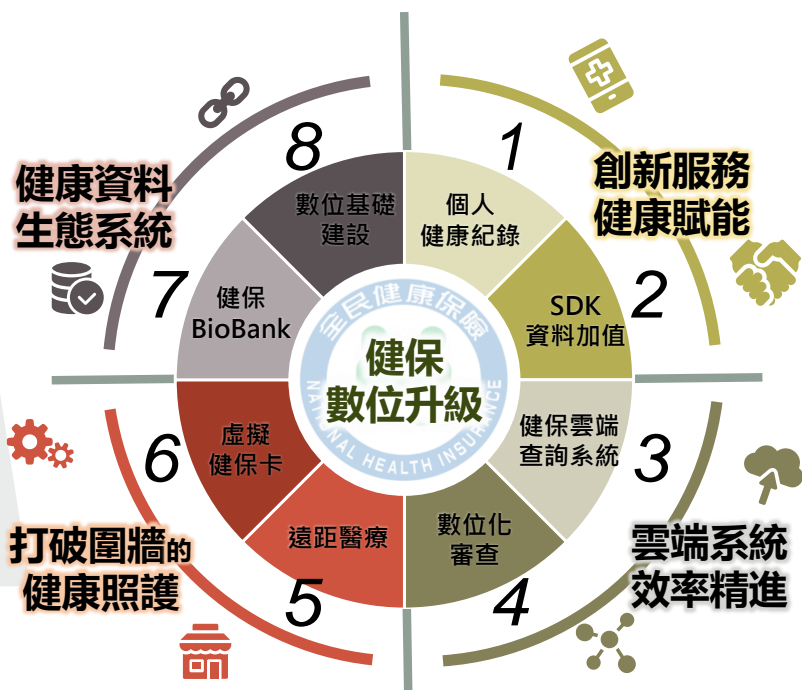 健保
數位升級
全民健康保險
NATIONAL HEALTH INSURANCE
創新服務
健康賦能
1
個人
健康紀錄
2
SDK
資料加值
雲端系統
效率精進
3
健保雲端
查詢系統
4
數位化
審查
打破圍牆的
健康照護
5
遠距醫療
6
虛擬
健保卡
健康資料
生態系統
7
健保
BioBank
8
數位基礎
建設